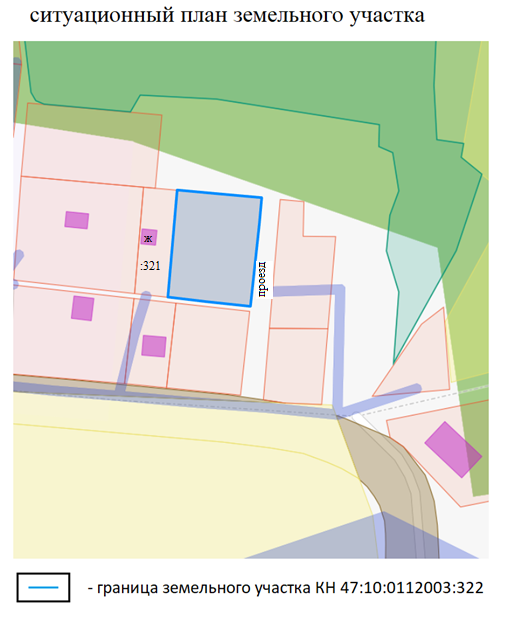 ситуационный план земельного участка
ж
:321
проезд
- граница земельного участка КН 47:10:0112003:322